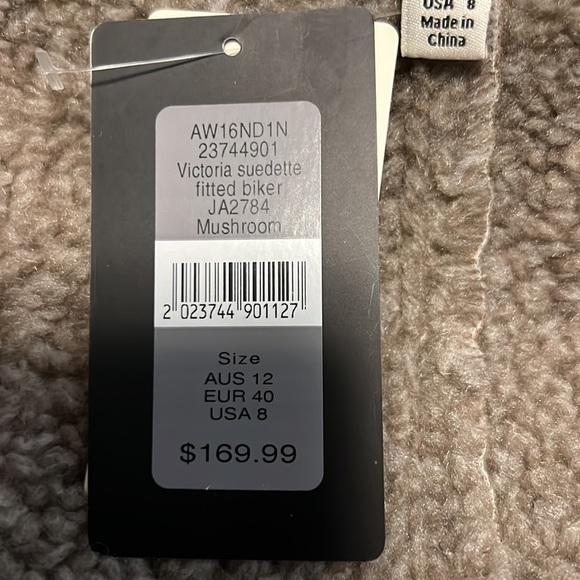 USA 8
Made in
China
AW16ND1N
23744901
Victoria suedette
fitted biker
JA2784
Mushroom
2 023744 901127
Size
AUS 12
EUR 40
USA 8
$169.99